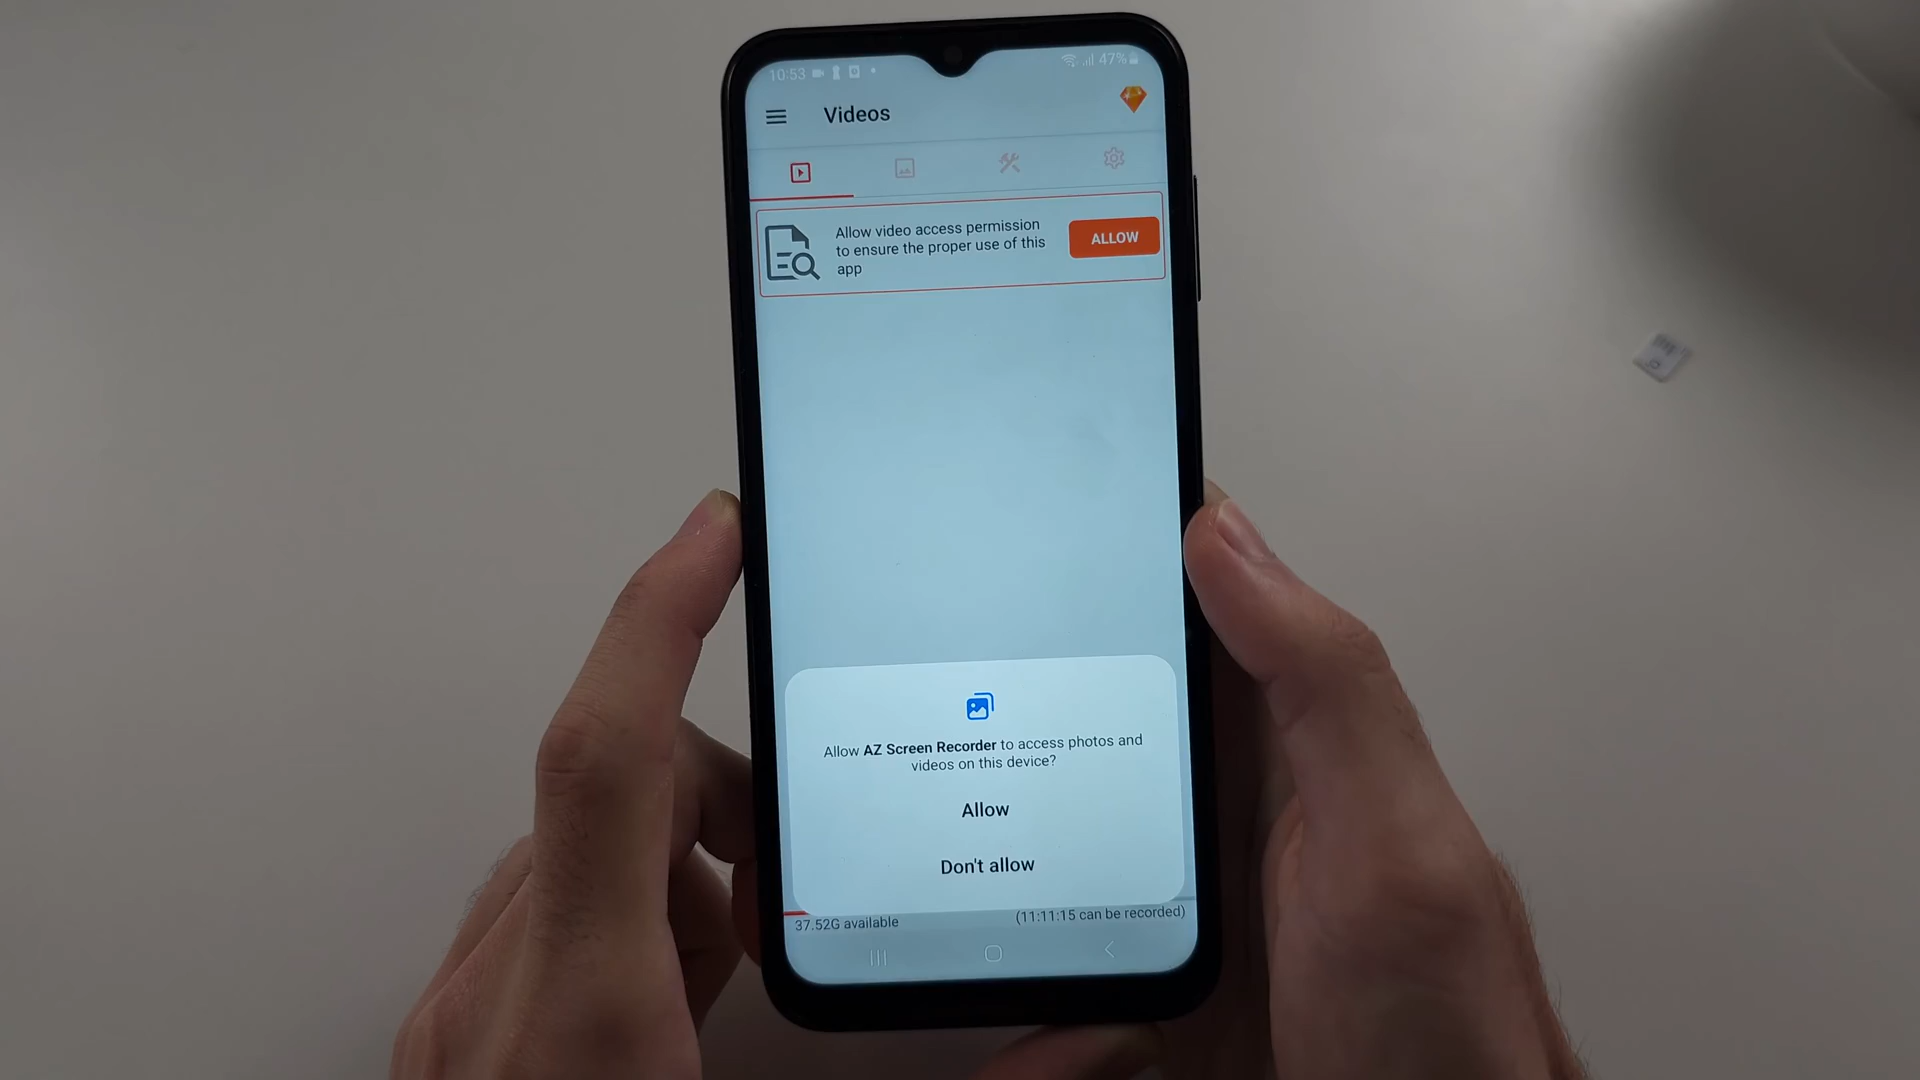 10:53
47%
Videos
Allow video access permission
to ensure the proper use of this
app
ALLOW
Allow AZ Screen Recorder to access photos and
videos on this device?
Allow
Don't allow
37.52G available
(11:11:15 can be recorded)